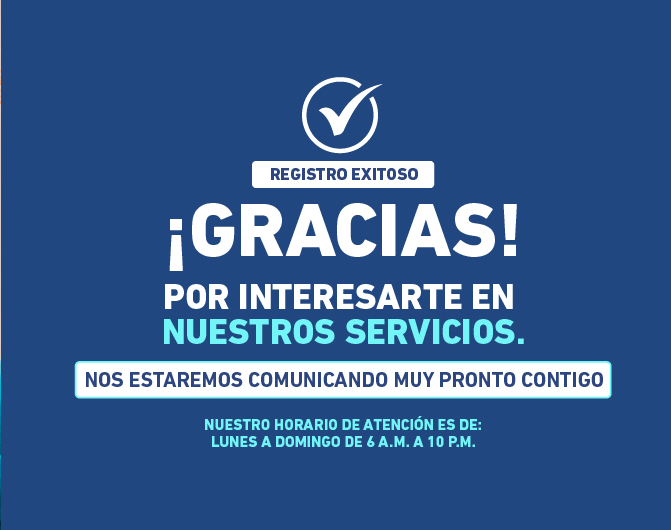 REGISTRO EXITOSO
¡GRACIAS!
POR INTERESARTE EN
NUESTROS SERVICIOS.
NOS ESTAREMOS COMUNICANDO MUY PRONTO CONTIGO
NUESTRO HORARIO DE ATENCIÓN ES DE:
LUNES A DOMINGO DE 6 A.M. A 10 P.M.